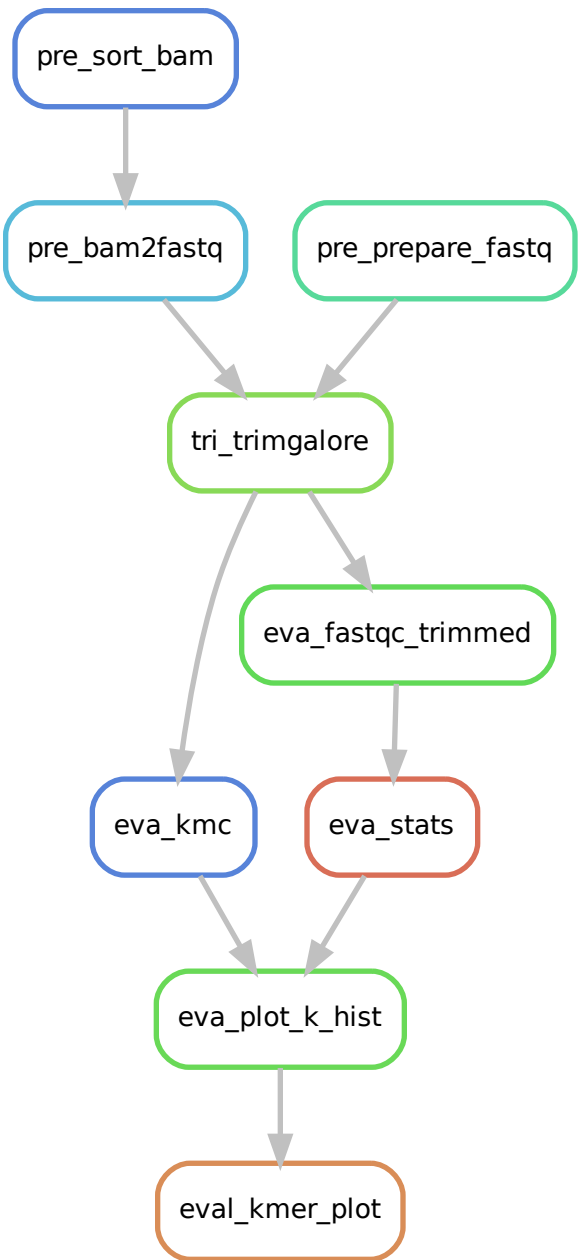 pre_sort_bam
pre_bam2fastq
pre_prepare_fastq
tri_trimgalore
eva_fastqc_trimmed
eva_kmc
eva_stats
eva_plot_k_hist
eval_kmer_plot